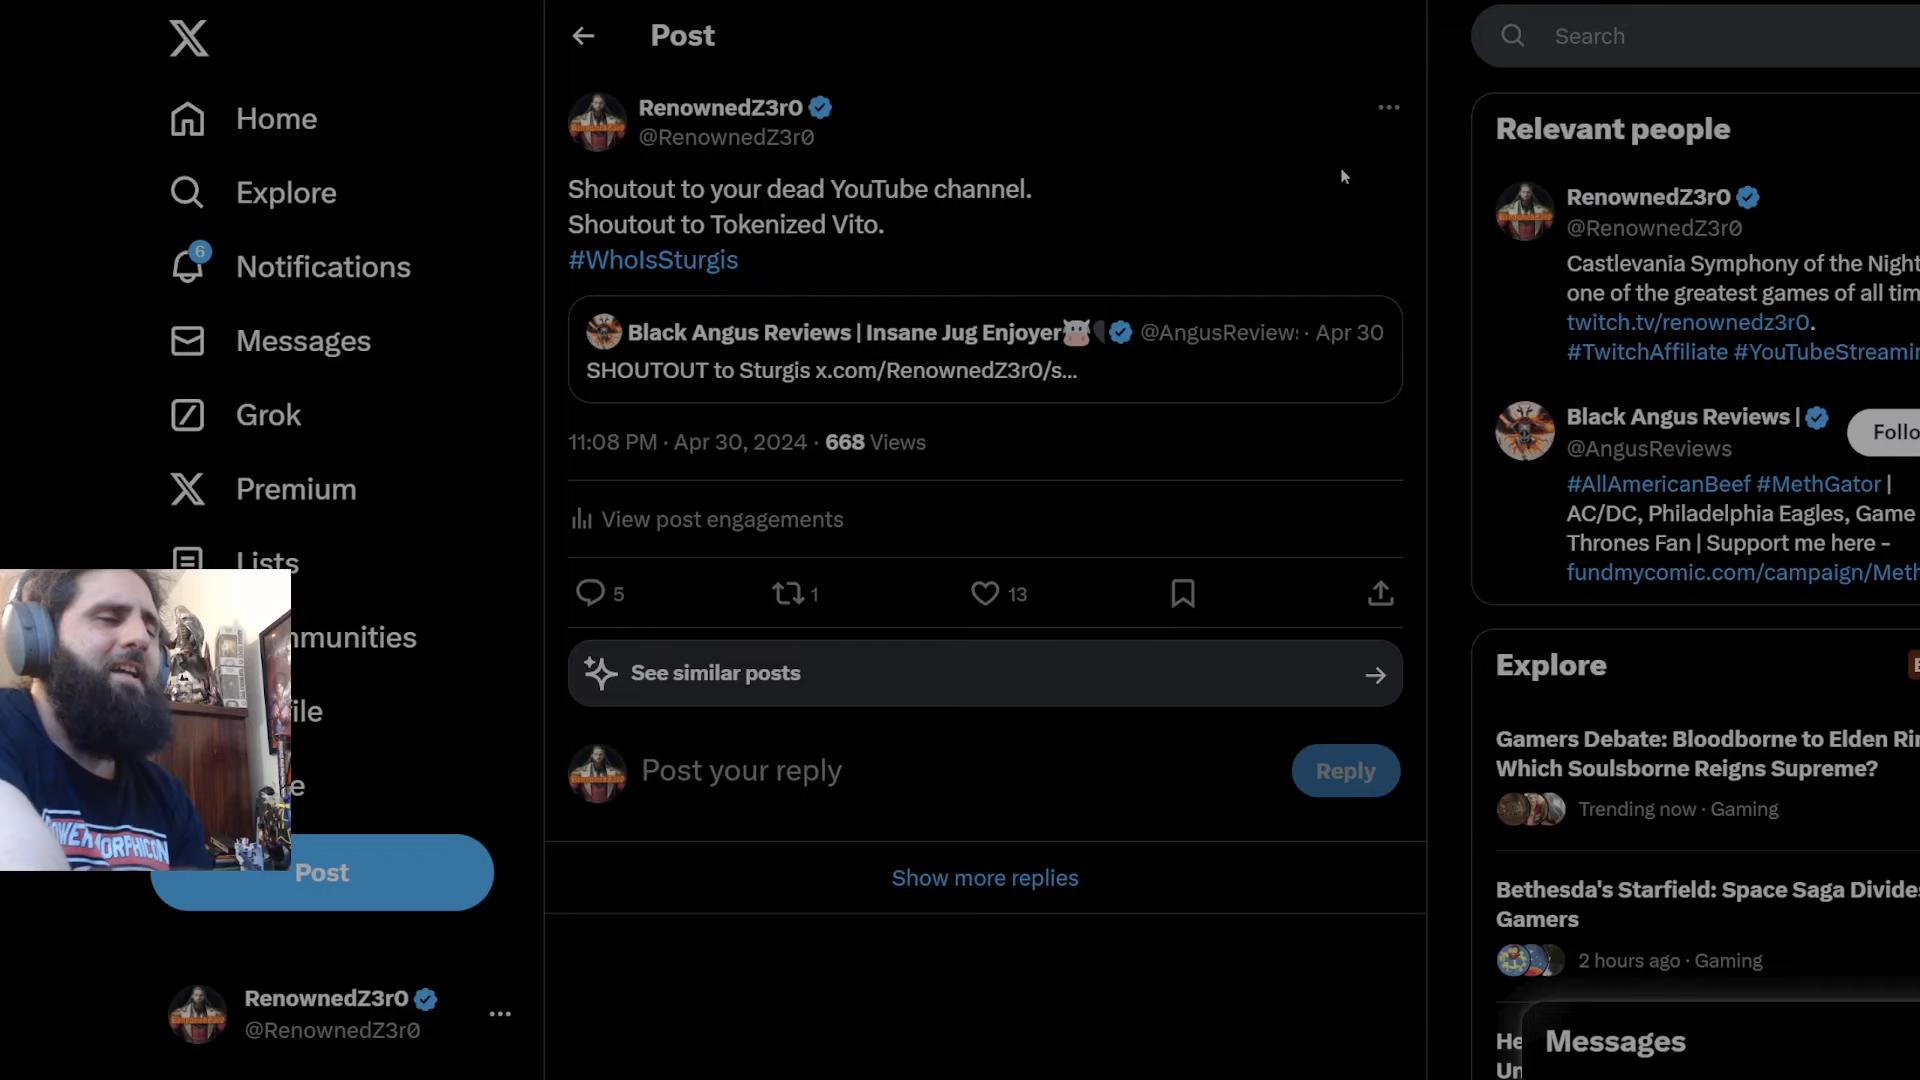 Home
Explore
6
Notifications
Messages
Grok
Premium
Lists
mmunities
file
e
Post
RenownedZ3r0
@RenownedZ3r0
Post
RenownedZ3r0
@RenownedZ3r0
Shoutout to your dead YouTube channel.
Shoutout to Tokenized Vito.
#WhoIsSturgis
Black Angus Reviews | Insane Jug Enjoyer @AngusReview: · Apr 30
SHOUTOUT to Sturgis x.com/RenownedZ3r0/s...
11:08 PM · Apr 30, 2024 · 668 Views
View post engagements
5 1 13
See similar posts
Post your reply
Reply
Show more replies
Search
Relevant people
RenownedZ3r0
@RenownedZ3r0
Castlevania Symphony of the Night
one of the greatest games of all tim
twitch.tv/renownedz3r0.
#TwitchAffiliate #YouTubeStreamin
Black Angus Reviews |
@AngusReviews
Follo
#AllAmericanBeef #MethGator |
AC/DC, Philadelphia Eagles, Game
Thrones Fan | Support me here -
fundmycomic.com/campaign/Meth
Explore
Gamers Debate: Bloodborne to Elden Rin
Which Soulsborne Reigns Supreme?
Trending now · Gaming
Bethesda's Starfield: Space Saga Divides
Gamers
2 hours ago · Gaming
He
Un
Messages